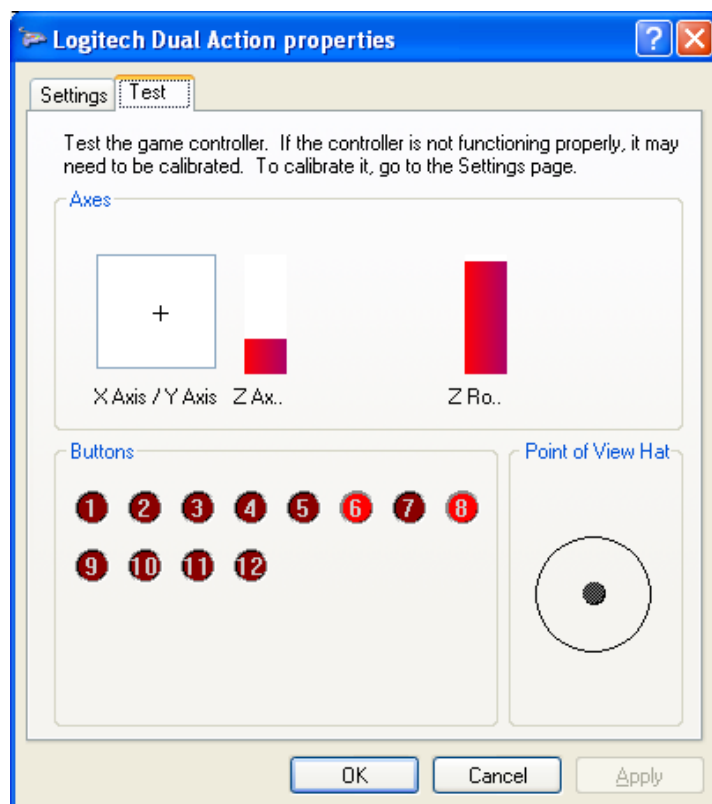 Logitech Dual Action properties
Settings Test
Test the game controller. If the controller is not functioning properly, it may
need to be calibrated. To calibrate it, go to the Settings page.
Axes
X Axis / Y Axis Z Ax.. Z Ro..
Buttons
1 2 3 4 5 6 7 8
9 10 11 12
Point of View Hat
OK Cancel Apply